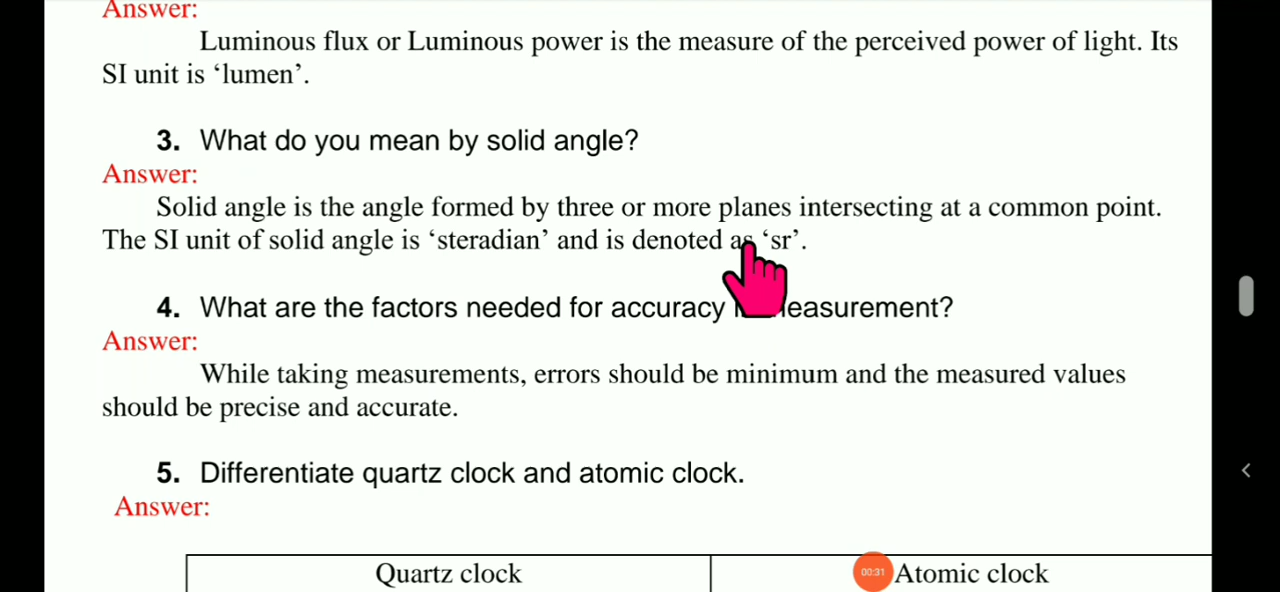 Answer:
Luminous flux or Luminous power is the measure of the perceived power of light. Its
SI unit is ‘lumen’.
3. What do you mean by solid angle?
Answer:
Solid angle is the angle formed by three or more planes intersecting at a common point.
The SI unit of solid angle is ‘steradian’ and is denoted as ‘sr’.
4. What are the factors needed for accuracy measurement?
Answer:
While taking measurements, errors should be minimum and the measured values
should be precise and accurate.
5. Differentiate quartz clock and atomic clock.
Answer:
Quartz clock 00:31 Atomic clock